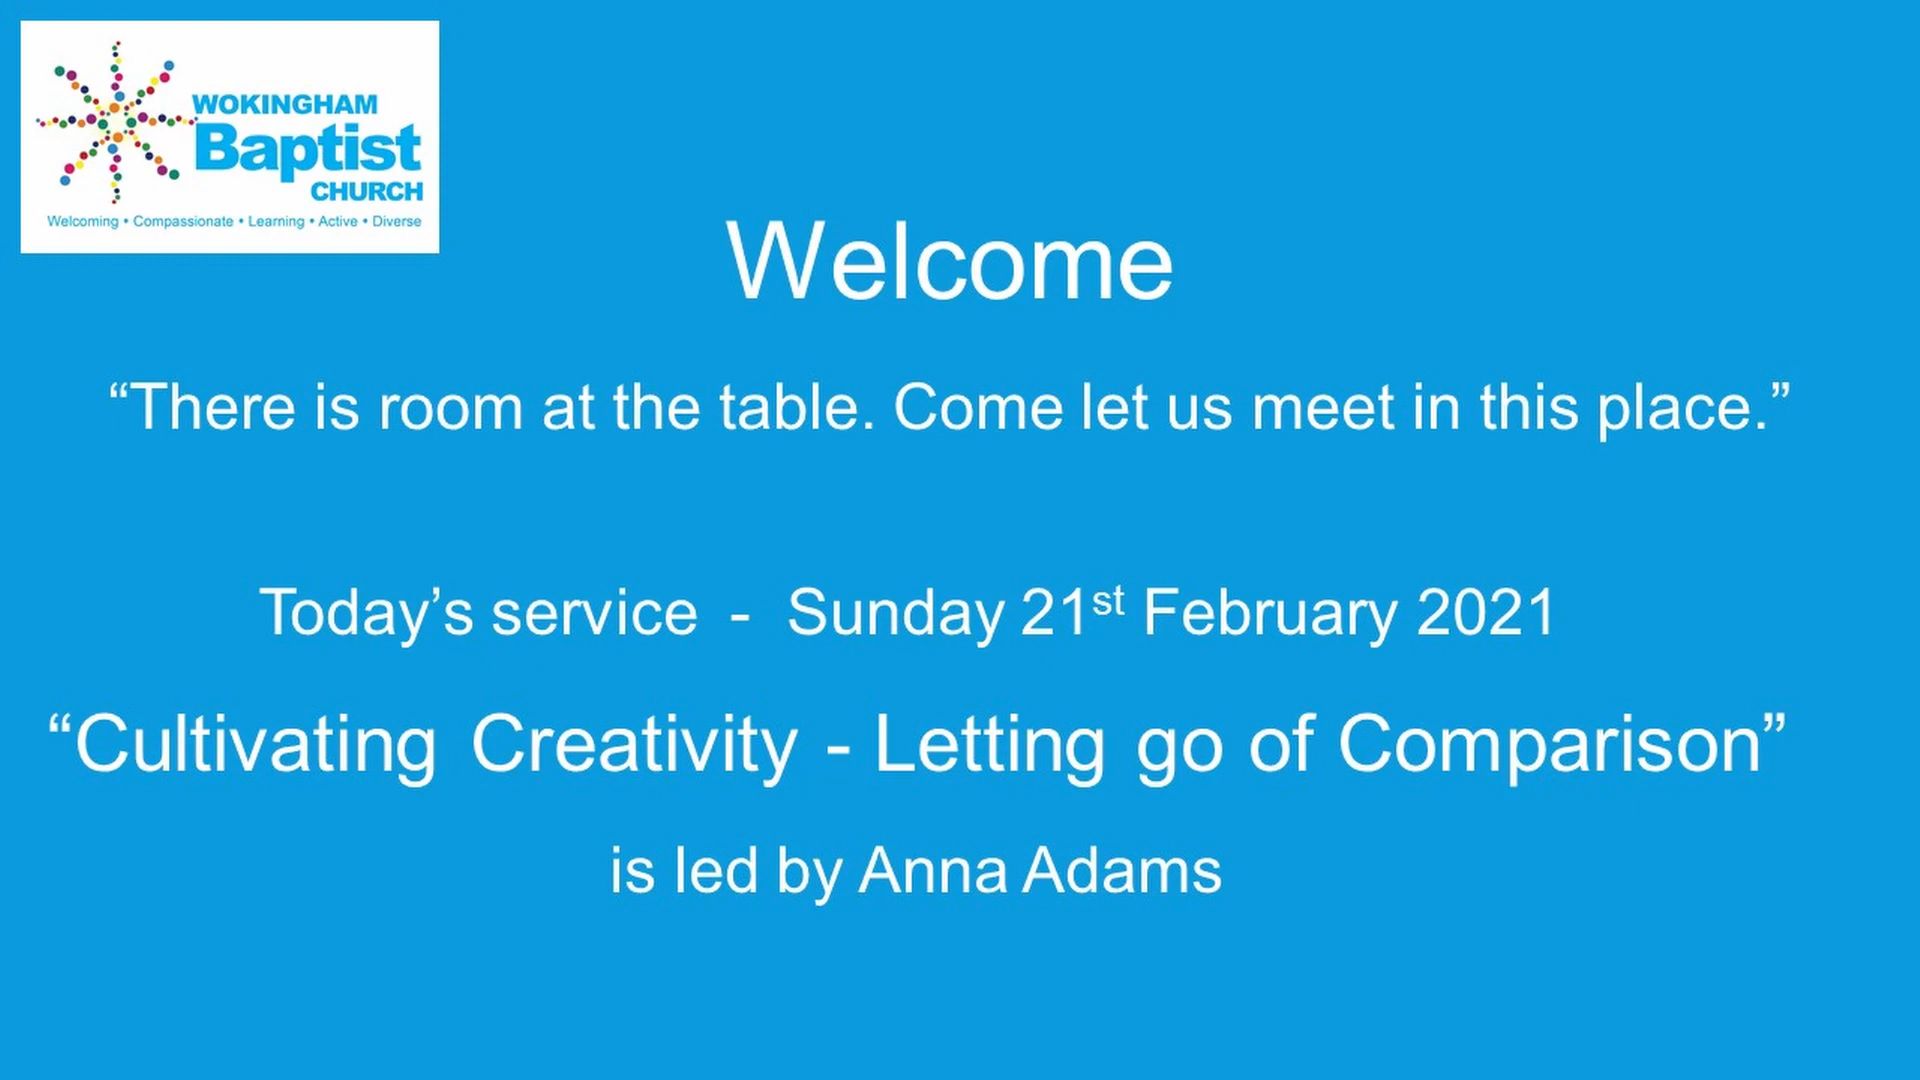 WOKINGHAM
Baptist
CHURCH
Welcoming • Compassionate • Learning • Active • Diverse
Welcome
“There is room at the table. Come let us meet in this place.”
Today’s service - Sunday 21st February 2021
“Cultivating Creativity - Letting go of Comparison”
is led by Anna Adams